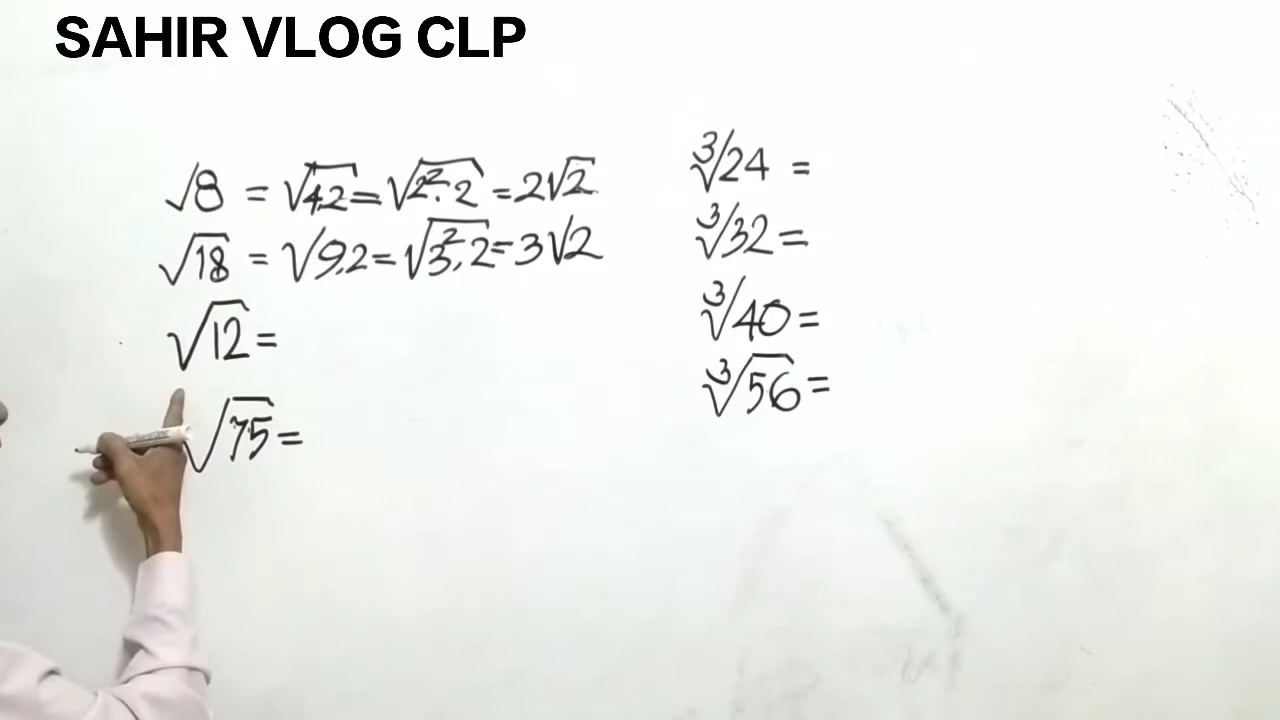 SAHIR VLOG CLP
√8 = √4.2 = √2².2 = 2√2
√18 = √9.2 = √3².2 = 3√2
√12 =
√75 =
³√24 =
³√32 =
³√40 =
³√56 =